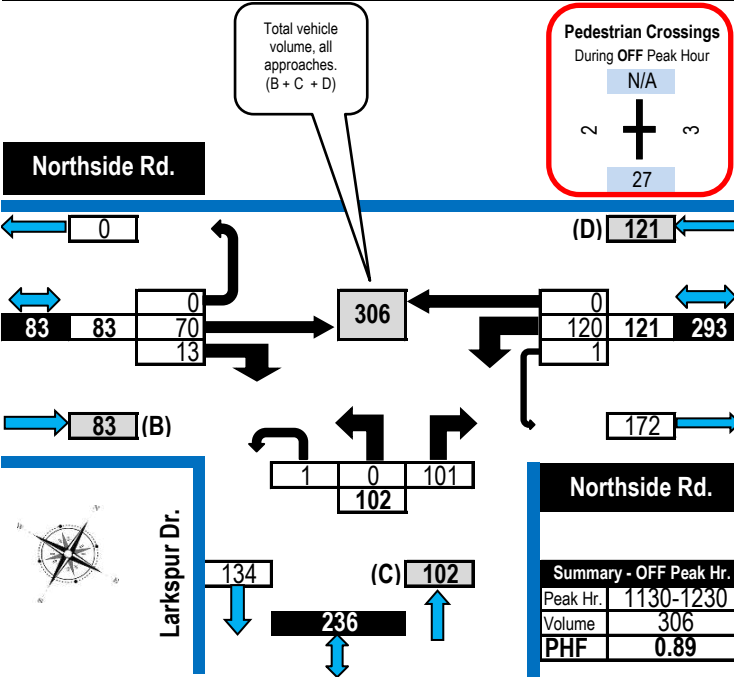 Total vehicle
volume, all
approaches.
(B + C + D)
Pedestrian Crossings
During OFF Peak Hour
N/A
2
3
27
Northside Rd.
0
(D) 121
0
306
0
83 83 70
120 121 293
13
1
83 (B)
172
1 0 101
102
Northside Rd.
Larkspur Dr.
134
(C) 102
236
Summary - OFF Peak Hr.
Peak Hr. 1130-1230
Volume 306
PHF 0.89